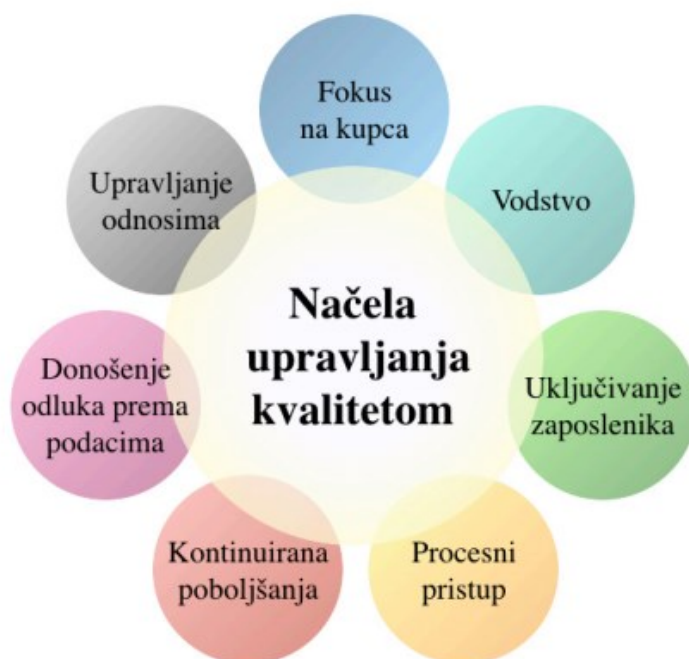 Fokus
na kupca
Vodstvo
Uključivanje
zaposlenika
Procesni
pristup
Kontinuirana
poboljšanja
Donošenje
odluka prema
podacima
Upravljanje
odnosima
Načela
upravljanja
kvalitetom